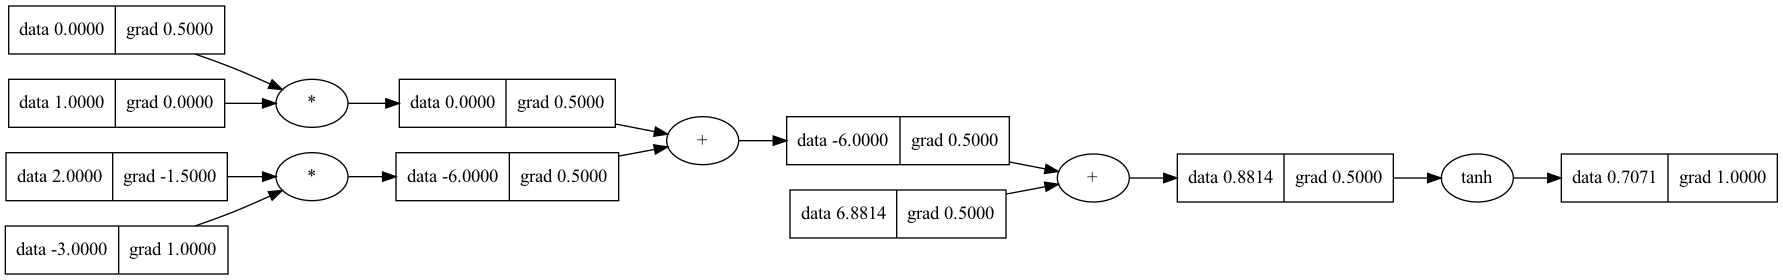 data 0.0000 grad 0.5000
data 1.0000 grad 0.0000
*
data 0.0000 grad 0.5000
data 2.0000 grad -1.5000
*
data -6.0000 grad 0.5000
data -3.0000 grad 1.0000
+
data -6.0000 grad 0.5000
data 6.8814 grad 0.5000
+
data 0.8814 grad 0.5000
tanh
data 0.7071 grad 1.0000